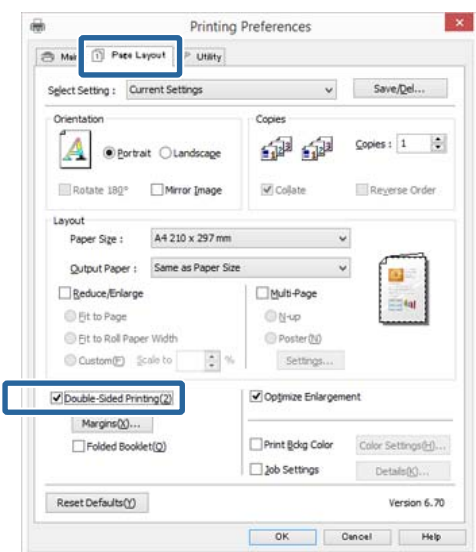 Printing Preferences
Main Page Layout Utility
Select Setting : Current Settings Save/Del...
Orientation Copies
Portrait Landscape Copies : 1
Rotate 180° Mirror Image Collate Reverse Order
Layout
Paper Size : A4 210 x 297 mm
Output Paper : Same as Paper Size
Reduce/Enlarge Multi-Page
Fit to Page N-up
Fit to Roll Paper Width Poster(N)
Custom(F) Scale to % Settings...
Double-Sided Printing(2) Optimize Enlargement
Margins(X)...
Folded Booklet(Q) Print Bckg Color Color Settings(H)...
Job Settings Details(K)...
Reset Defaults(Y) Version 6.70
OK Cancel Help